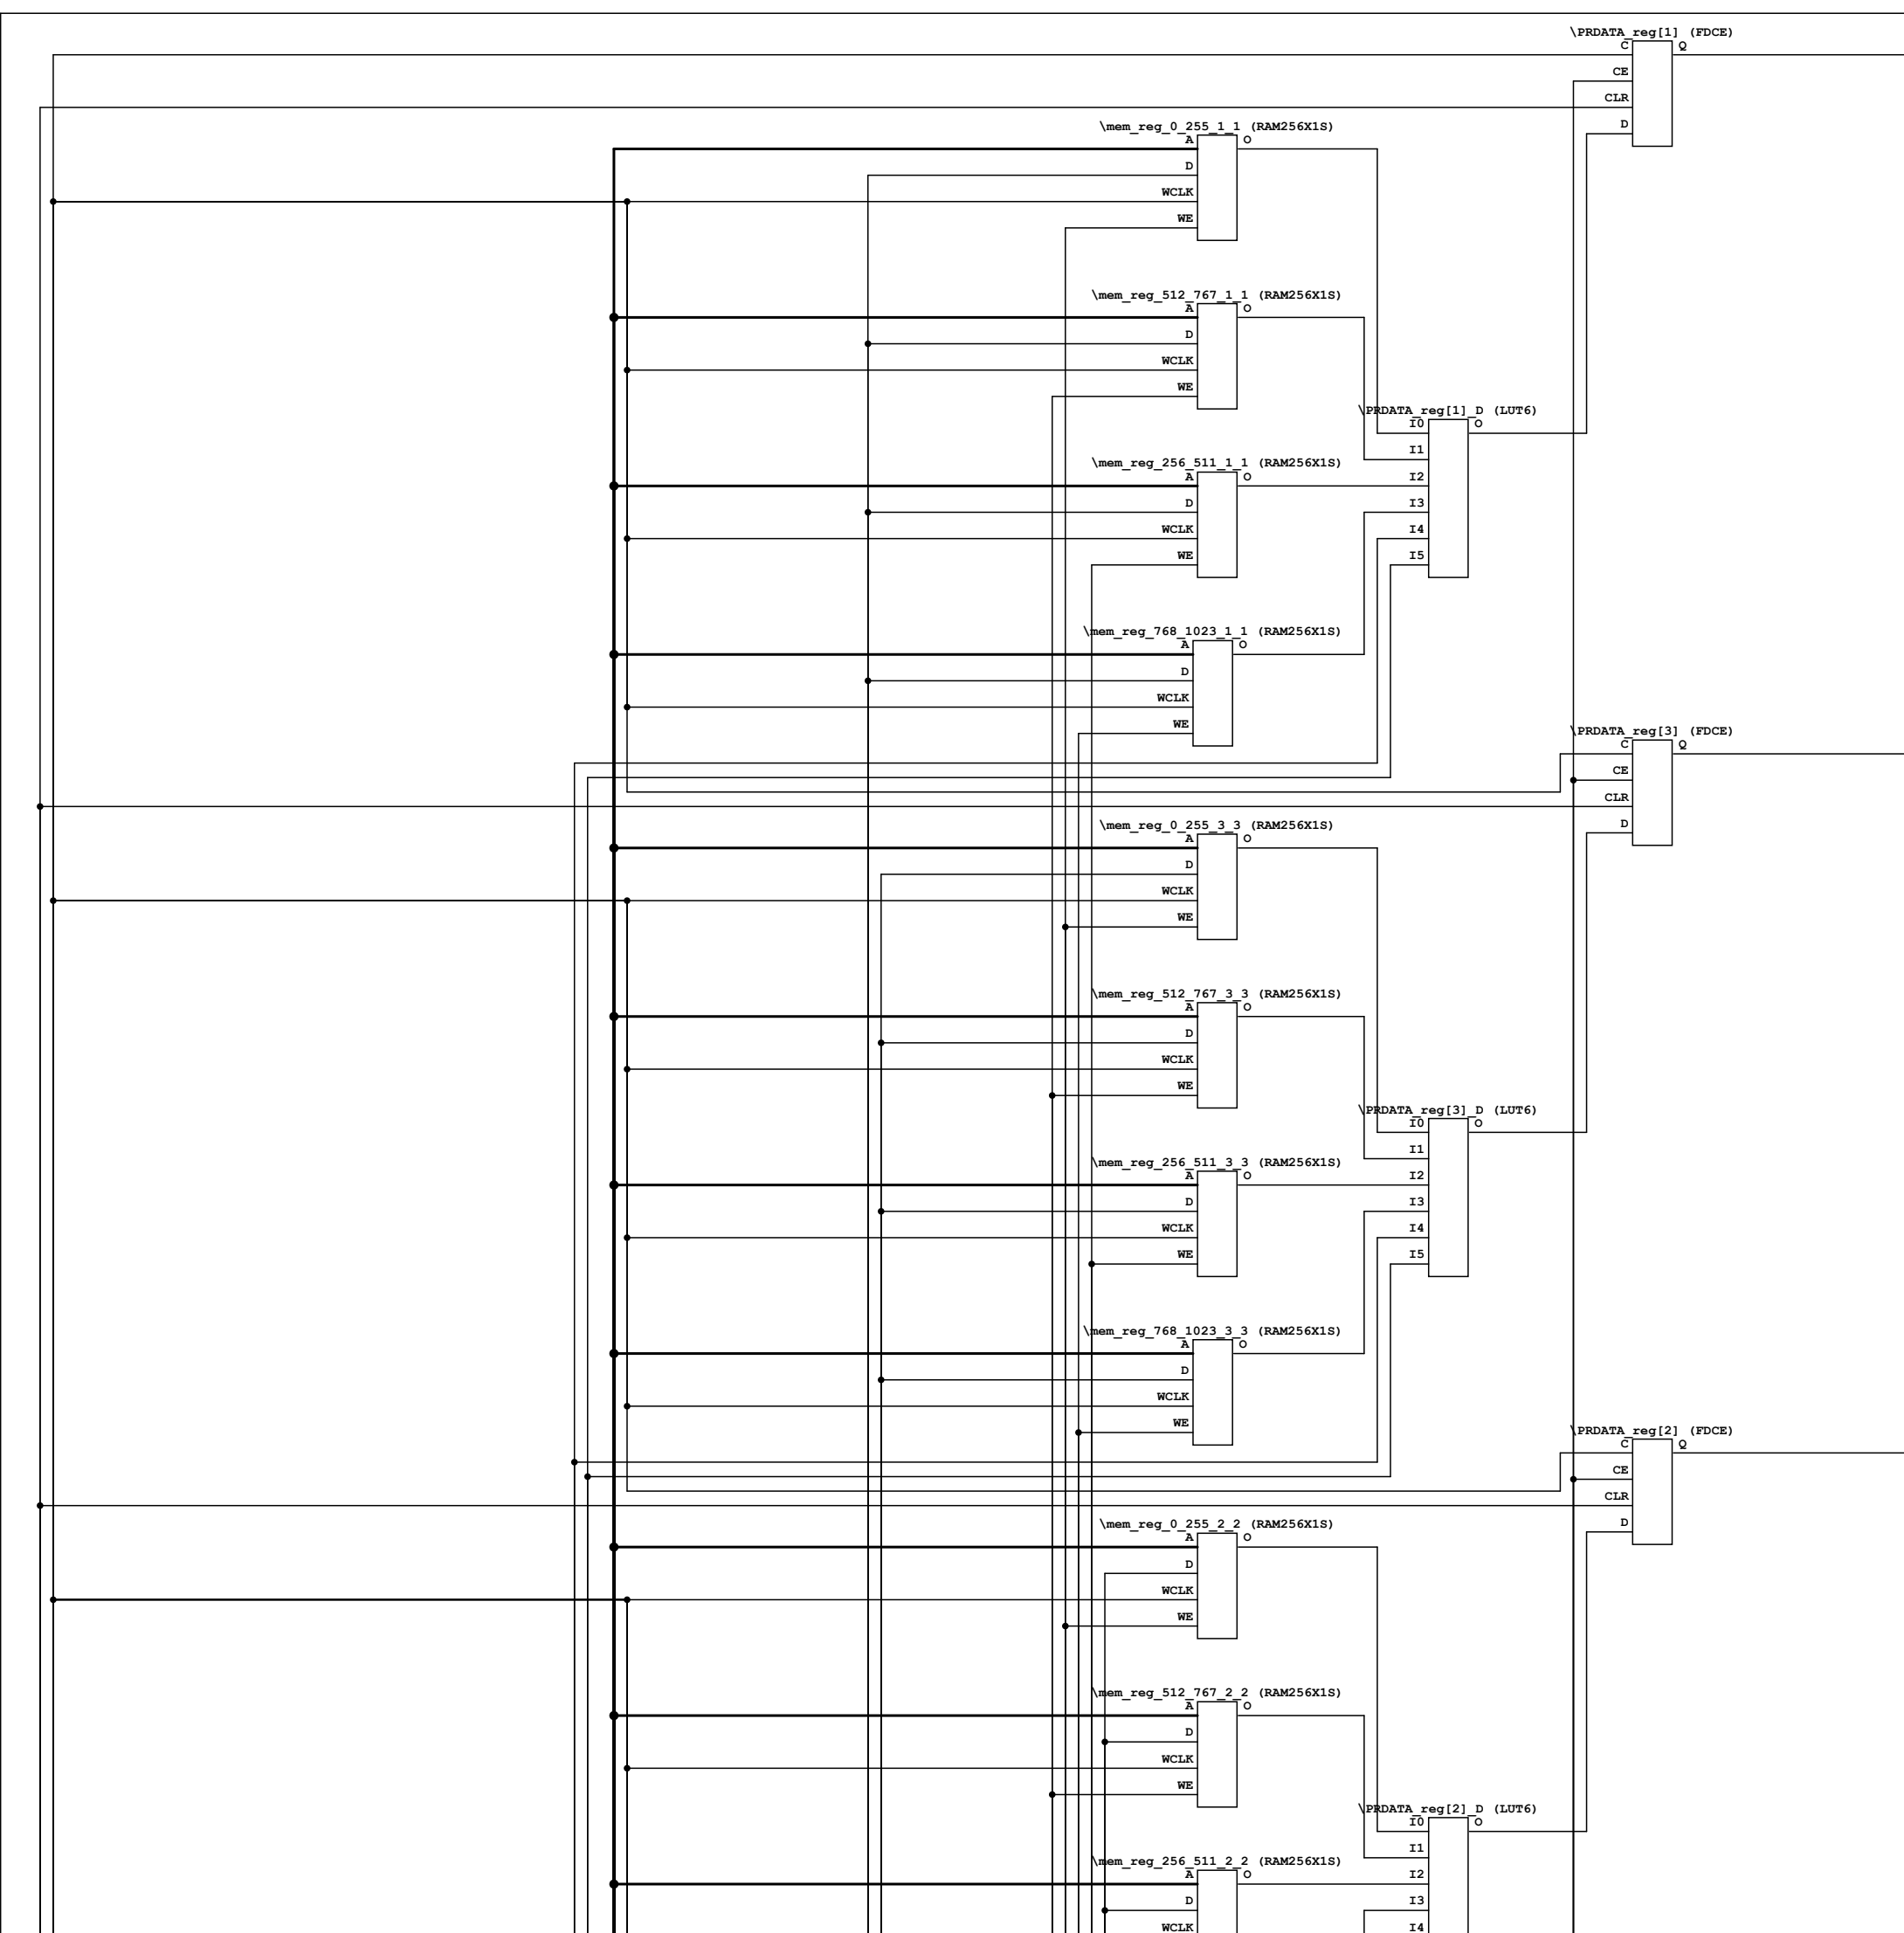 \PRDATA_reg[1] (FDCE)
C Q
CE
CLR
D
\mem_reg_0_255_1_1 (RAM256X1S)
A O
D
WCLK
WE
\mem_reg_512_767_1_1 (RAM256X1S)
A O
D
WCLK
WE
\PRDATA_reg[1]_D (LUT6)
I0 O
I1
I2
I3
I4
I5
\mem_reg_256_511_1_1 (RAM256X1S)
A O
D
WCLK
WE
\mem_reg_768_1023_1_1 (RAM256X1S)
A O
D
WCLK
WE
\PRDATA_reg[3] (FDCE)
C Q
CE
CLR
D
\mem_reg_0_255_3_3 (RAM256X1S)
A O
D
WCLK
WE
\mem_reg_512_767_3_3 (RAM256X1S)
A O
D
WCLK
WE
\PRDATA_reg[3]_D (LUT6)
I0 O
I1
I2
I3
I4
I5
\mem_reg_256_511_3_3 (RAM256X1S)
A O
D
WCLK
WE
\mem_reg_768_1023_3_3 (RAM256X1S)
A O
D
WCLK
WE
\PRDATA_reg[2] (FDCE)
C Q
CE
CLR
D
\mem_reg_0_255_2_2 (RAM256X1S)
A O
D
WCLK
WE
\mem_reg_512_767_2_2 (RAM256X1S)
A O
D
WCLK
WE
\PRDATA_reg[2]_D (LUT6)
I0 O
I1
I2
I3
I4
\mem_reg_256_511_2_2 (RAM256X1S)
A O
D
WCLK